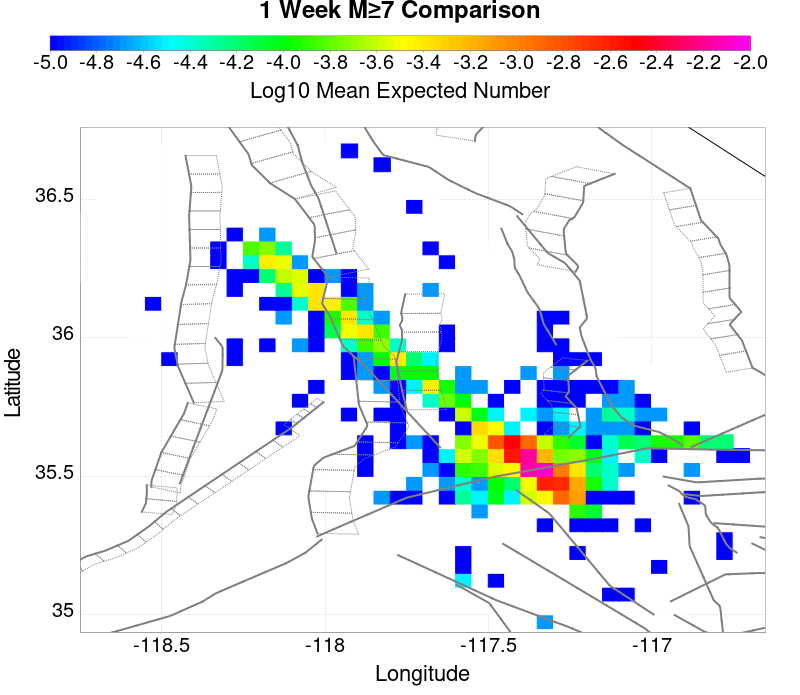 1 Week M≥7 Comparison
-5.0 -4.8 -4.6 -4.4 -4.2 -4.0 -3.8 -3.6 -3.4 -3.2 -3.0 -2.8 -2.6 -2.4 -2.2 -2.0
Log10 Mean Expected Number
36.5
36
35.5
35
Latitude
-118.5 -118 -117.5 -117
Longitude